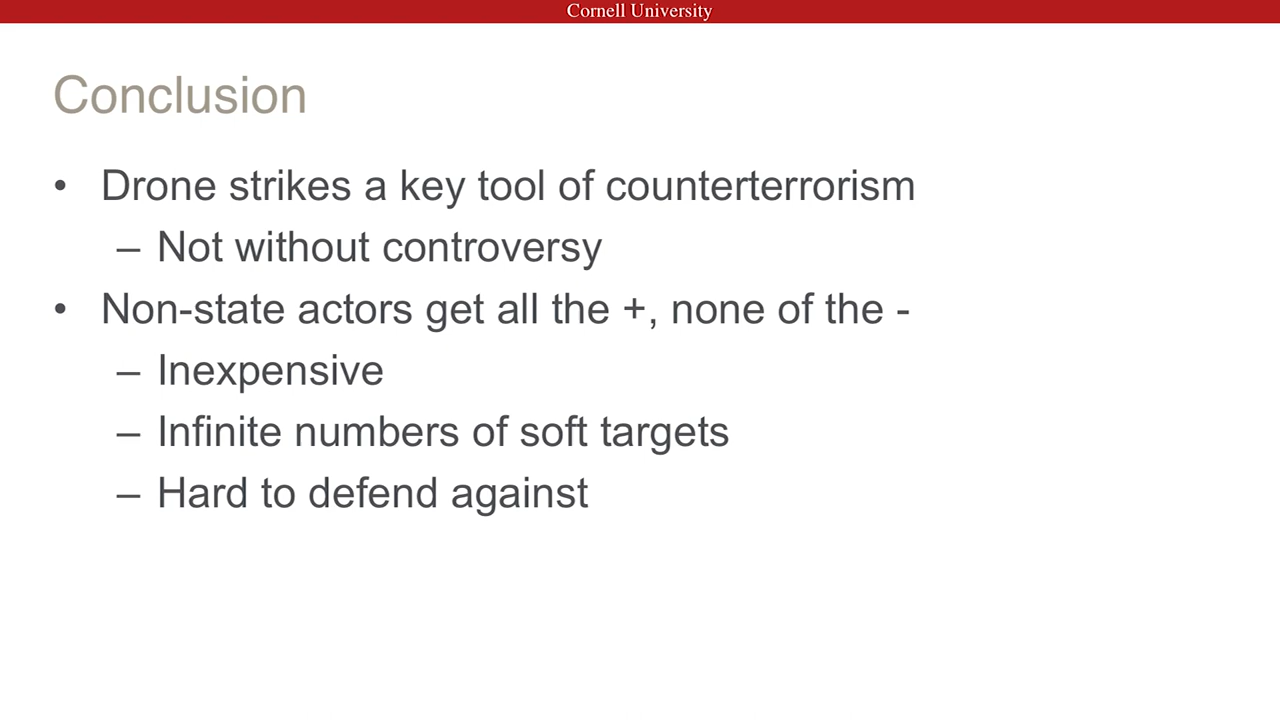 Cornell University
Conclusion
• Drone strikes a key tool of counterterrorism
– Not without controversy
• Non-state actors get all the +, none of the -
– Inexpensive
– Infinite numbers of soft targets
– Hard to defend against